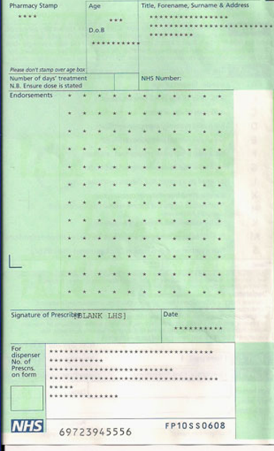 Pharmacy Stamp
Age
Title, Forename, Surname & Address
****
***
****************
D.o.B
**********
*********
Please don't stamp over age box
Number of days' treatment
N.B. Ensure dose is stated
NHS Number:
Endorsements
Signature of Prescriber
[BLANK LHS]
Date
**********
For
dispenser
No. of
Prescns.
on form
NHS
69723945556
FP10SS0608